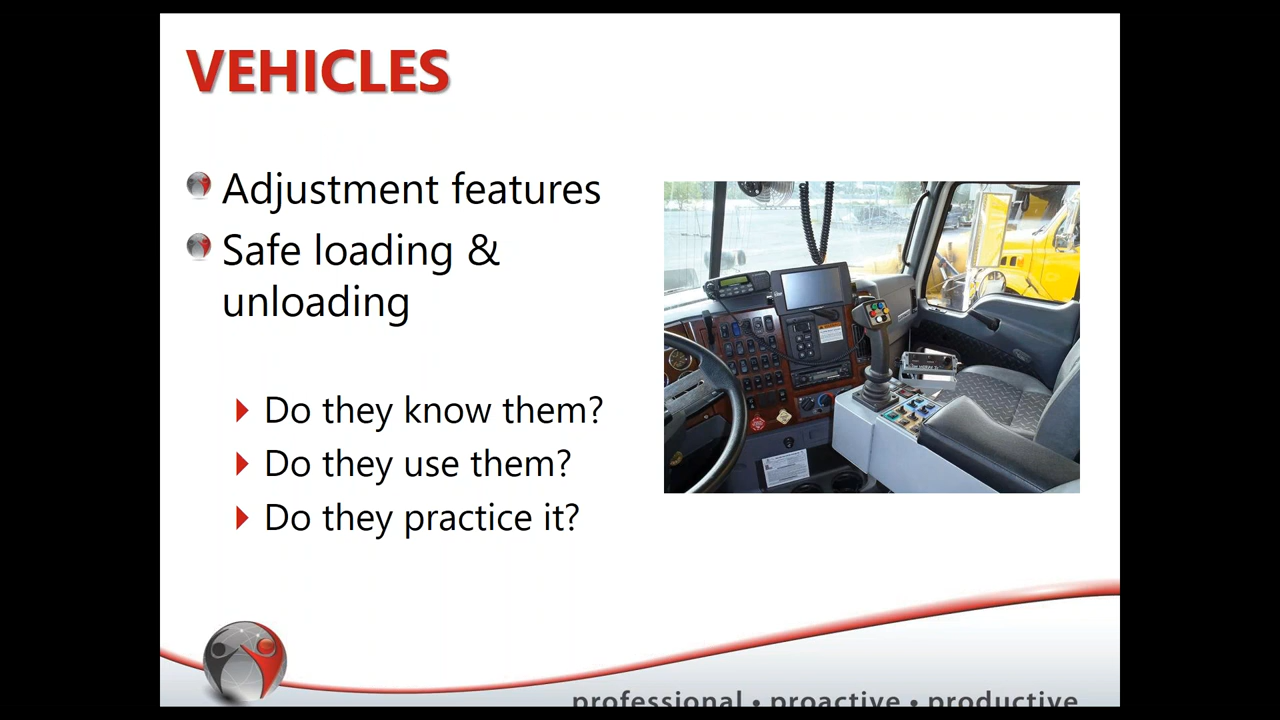 VEHICLES
Adjustment features
Safe loading &
unloading
Do they know them?
Do they use them?
Do they practice it?
professional • proactive • productive